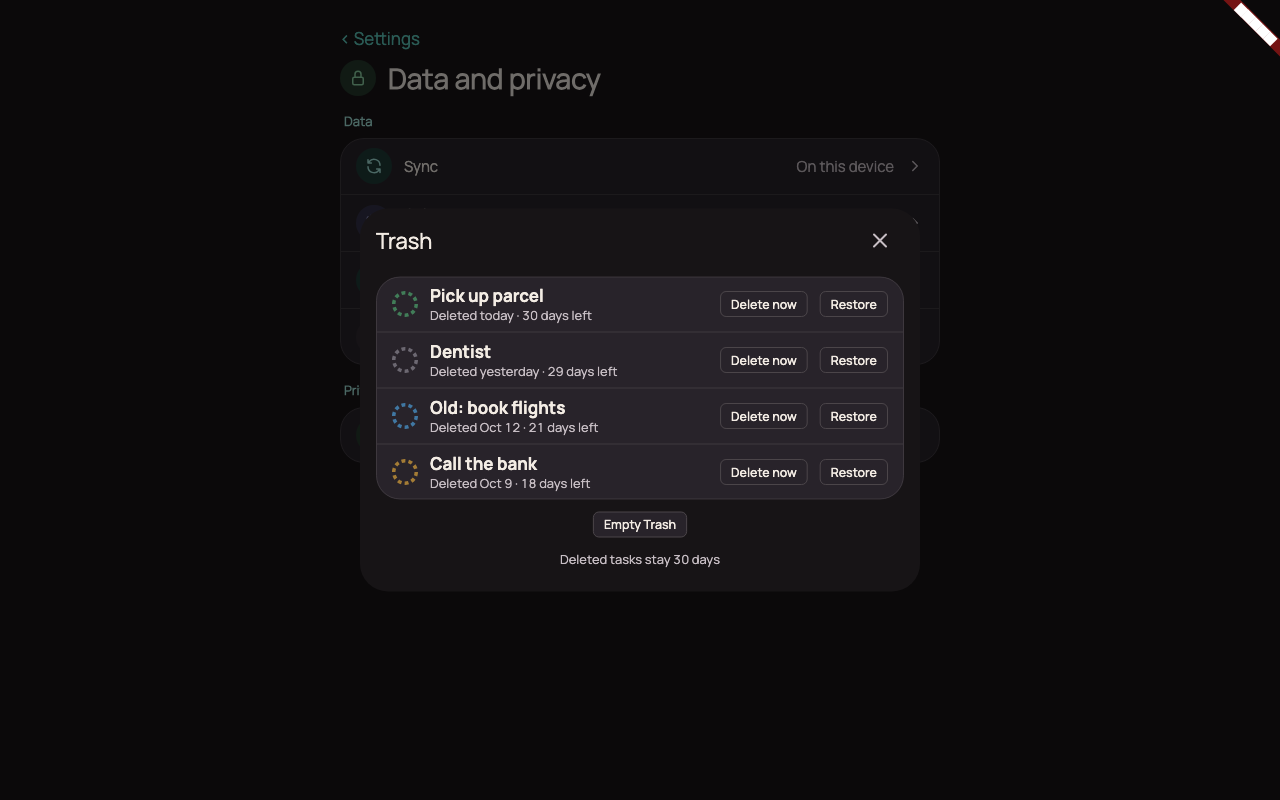 ‹ Settings
Data and privacy
Data
Sync
On this device
Trash
Pick up parcel
Deleted today · 30 days left
Delete now
Restore
Dentist
Deleted yesterday · 29 days left
Delete now
Restore
Old: book flights
Deleted Oct 12 · 21 days left
Delete now
Restore
Call the bank
Deleted Oct 9 · 18 days left
Delete now
Restore
Empty Trash
Deleted tasks stay 30 days